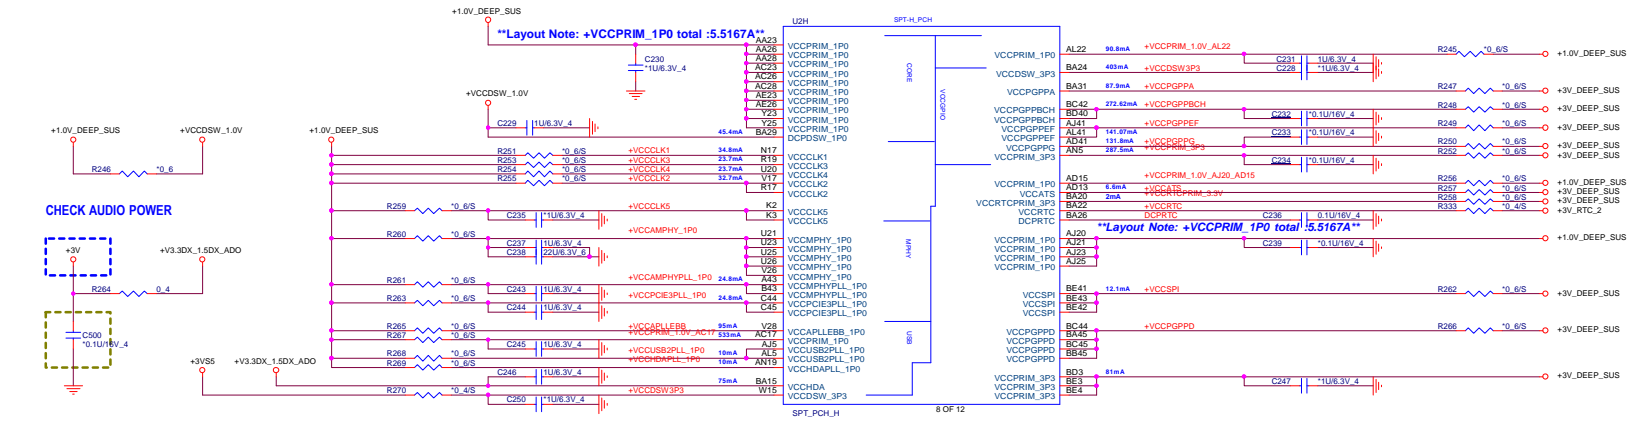 +1.0V_DEEP_SUS
**Layout Note: +VCCPRIM_1P0 total :5.5167A**
C230
*1U/6.3V_4
+VCCDSW_1.0V
C229 1U/6.3V_4
+1.0V_DEEP_SUS
+VCCDSW_1.0V
R246 *0_6
CHECK AUDIO POWER
+3V
+V3.3DX_1.5DX_ADO
R264 0_4
C500
*0.1U/16V_4
+1.0V_DEEP_SUS
R251 *0_6/S +VCCCLK1 34.8mA
R253 *0_6/S +VCCCLK3 23.7mA
R254 *0_6/S +VCCCLK4 23.7mA
R255 *0_6/S +VCCCLK2 32.7mA
R259 *0_6/S +VCCCLK5
C235 *1U/6.3V_4
R260 *0_6/S +VCCAMPHY_1P0
C237 1U/6.3V_4
C238 22U/6.3V_6
R261 *0_6/S +VCCAMPHYPLL_1P0 24.8mA
C243 1U/6.3V_4
R263 *0_6/S +VCCPCIE3PLL_1P0 24.8mA
C244 1U/6.3V_4
R265 *0_6/S +VCCAPLLEBB 95mA
R267 *0_6/S +VCCPRIM_1.0V_AC17 533mA
C245 1U/6.3V_4
R268 *0_6/S +VCCUSB2PLL_1P0 10mA
R269 *0_6/S +VCCHDAPLL_1P0 10mA
+3VS5
+V3.3DX_1.5DX_ADO
C246 1U/6.3V_4
75mA
R270 *0_4/S +VCCDSW3P3
C250 *1U/6.3V_4
U2H
SPT-H_PCH
AA23 VCCPRIM_1P0
AA26 VCCPRIM_1P0
AA28 VCCPRIM_1P0
AC23 VCCPRIM_1P0
AC26 VCCPRIM_1P0
AC28 VCCPRIM_1P0
AE23 VCCPRIM_1P0
AE26 VCCPRIM_1P0
Y23 VCCPRIM_1P0
Y25 VCCPRIM_1P0
45.4mA BA29 DCPDSW_1P0
N17 VCCCLK1
R19 VCCCLK3
U20 VCCCLK4
V17 VCCCLK2
R17 VCCCLK2
K2 VCCCLK5
K3 VCCCLK5
U21 VCCMPHY_1P0
U23 VCCMPHY_1P0
U25 VCCMPHY_1P0
U26 VCCMPHY_1P0
V26 VCCMPHY_1P0
A43 VCCMPHYPLL_1P0
B43 VCCMPHYPLL_1P0
C44 VCCPCIE3PLL_1P0
C45 VCCPCIE3PLL_1P0
V28 VCCAPLLEBB_1P0
AC17 VCCPRIM_1P0
AJ5 VCCUSB2PLL_1P0
AL5 VCCUSB2PLL_1P0
AN19 VCCHDAPLL_1P0
BA15 VCCHDA
W15 VCCDSW_3P3
CORE
VCCGPIO
MPHY
USB
SPT_PCH_H
8 OF 12
VCCPRIM_1P0 AL22 90.8mA +VCCPRIM_1.0V_AL22 R245 *0_6/S +1.0V_DEEP_SUS
C231 1U/6.3V_4
VCCDSW_3P3 BA24 403mA +VCCDSW3P3 C228 *1U/6.3V_4
VCCPGPPA BA31 87.9mA +VCCPGPPA R247 *0_6/S +3V_DEEP_SUS
VCCPGPPBCH BC42 272.62mA +VCCPGPPBCH R248 *0_6/S +3V_DEEP_SUS
VCCPGPPBCH BD40 C232 *0.1U/16V_4
VCCPGPPEF AJ41 R249 *0_6/S +3V_DEEP_SUS
VCCPGPPEF AL41 141.07mA +VCCPGPPEF C233 *0.1U/16V_4
VCCPGPPG AD41 131.8mA +VCCPGPPG R250 *0_6/S +3V_DEEP_SUS
VCCPRIM_3P3 AN5 287.5mA +VCCPRIM_3P3 R252 *0_6/S +3V_DEEP_SUS
C234 *0.1U/16V_4
VCCPRIM_1P0 AD15 +VCCPRIM_1.0V_AJ20_AD15 R256 *0_6/S +1.0V_DEEP_SUS
VCCATS AD13 6.6mA +VCCATS R257 *0_6/S +3V_DEEP_SUS
VCCRTCPRIM_3P3 BA20 2mA +VCCRTCPRIM_3.3V R258 *0_6/S +3V_DEEP_SUS
VCCRTC BA22 +VCCRTC R333 *0_4/S +3V_RTC_2
DCPRTC BA26 DCPRTC C236 0.1U/16V_4
**Layout Note: +VCCPRIM_1P0 total :5.5167A**
VCCPRIM_1P0 AJ20 +1.0V_DEEP_SUS
VCCPRIM_1P0 AJ21 C239 *0.1U/16V_4
VCCPRIM_1P0 AJ23
VCCPRIM_1P0 AJ25
VCCSPI BE41 12.1mA +VCCSPI R262 *0_6/S +3V_DEEP_SUS
VCCSPI BE43
VCCSPI BE42
VCCPGPPD BC44 +VCCPGPPD R266 *0_6/S +3V_DEEP_SUS
VCCPGPPD BA45
VCCPGPPD BC45
VCCPGPPD BB45
VCCPRIM_3P3 BD3 81mA +3V_DEEP_SUS
VCCPRIM_3P3 BE3 C247 *1U/6.3V_4
VCCPRIM_3P3 BE4